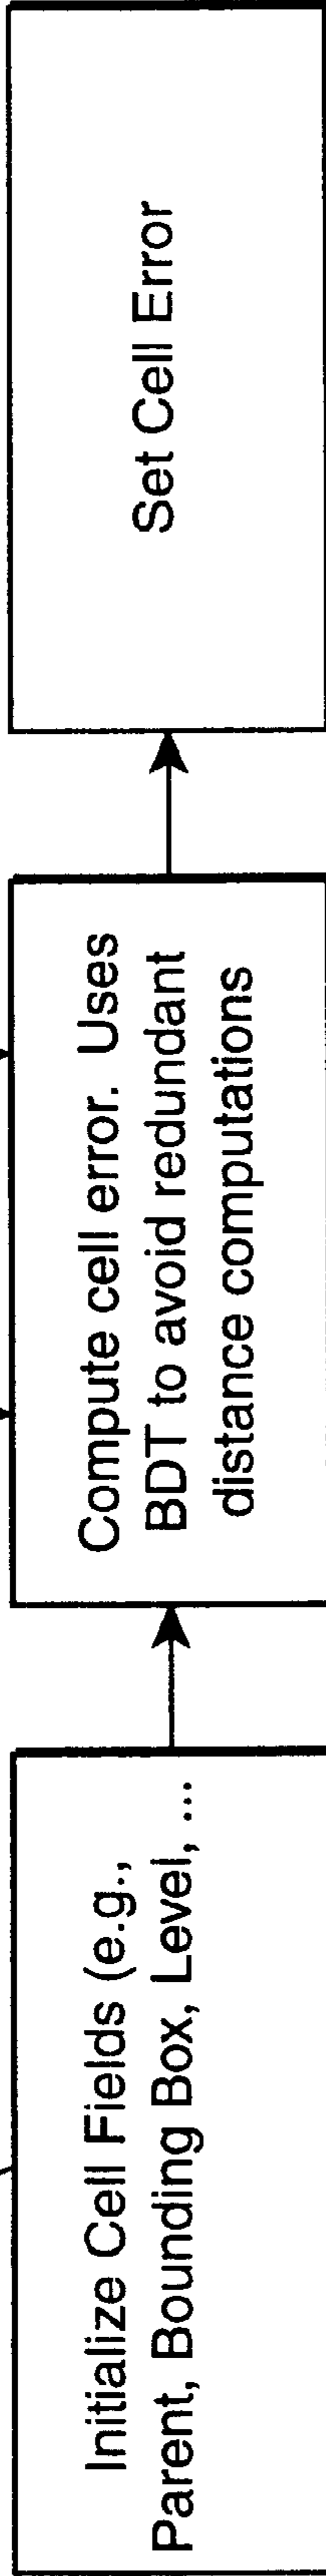 Initialize Cell Fields (e.g.,
Parent, Bounding Box, Level, ...
Compute cell error. Uses
BDT to avoid redundant
distance computations
Set Cell Error